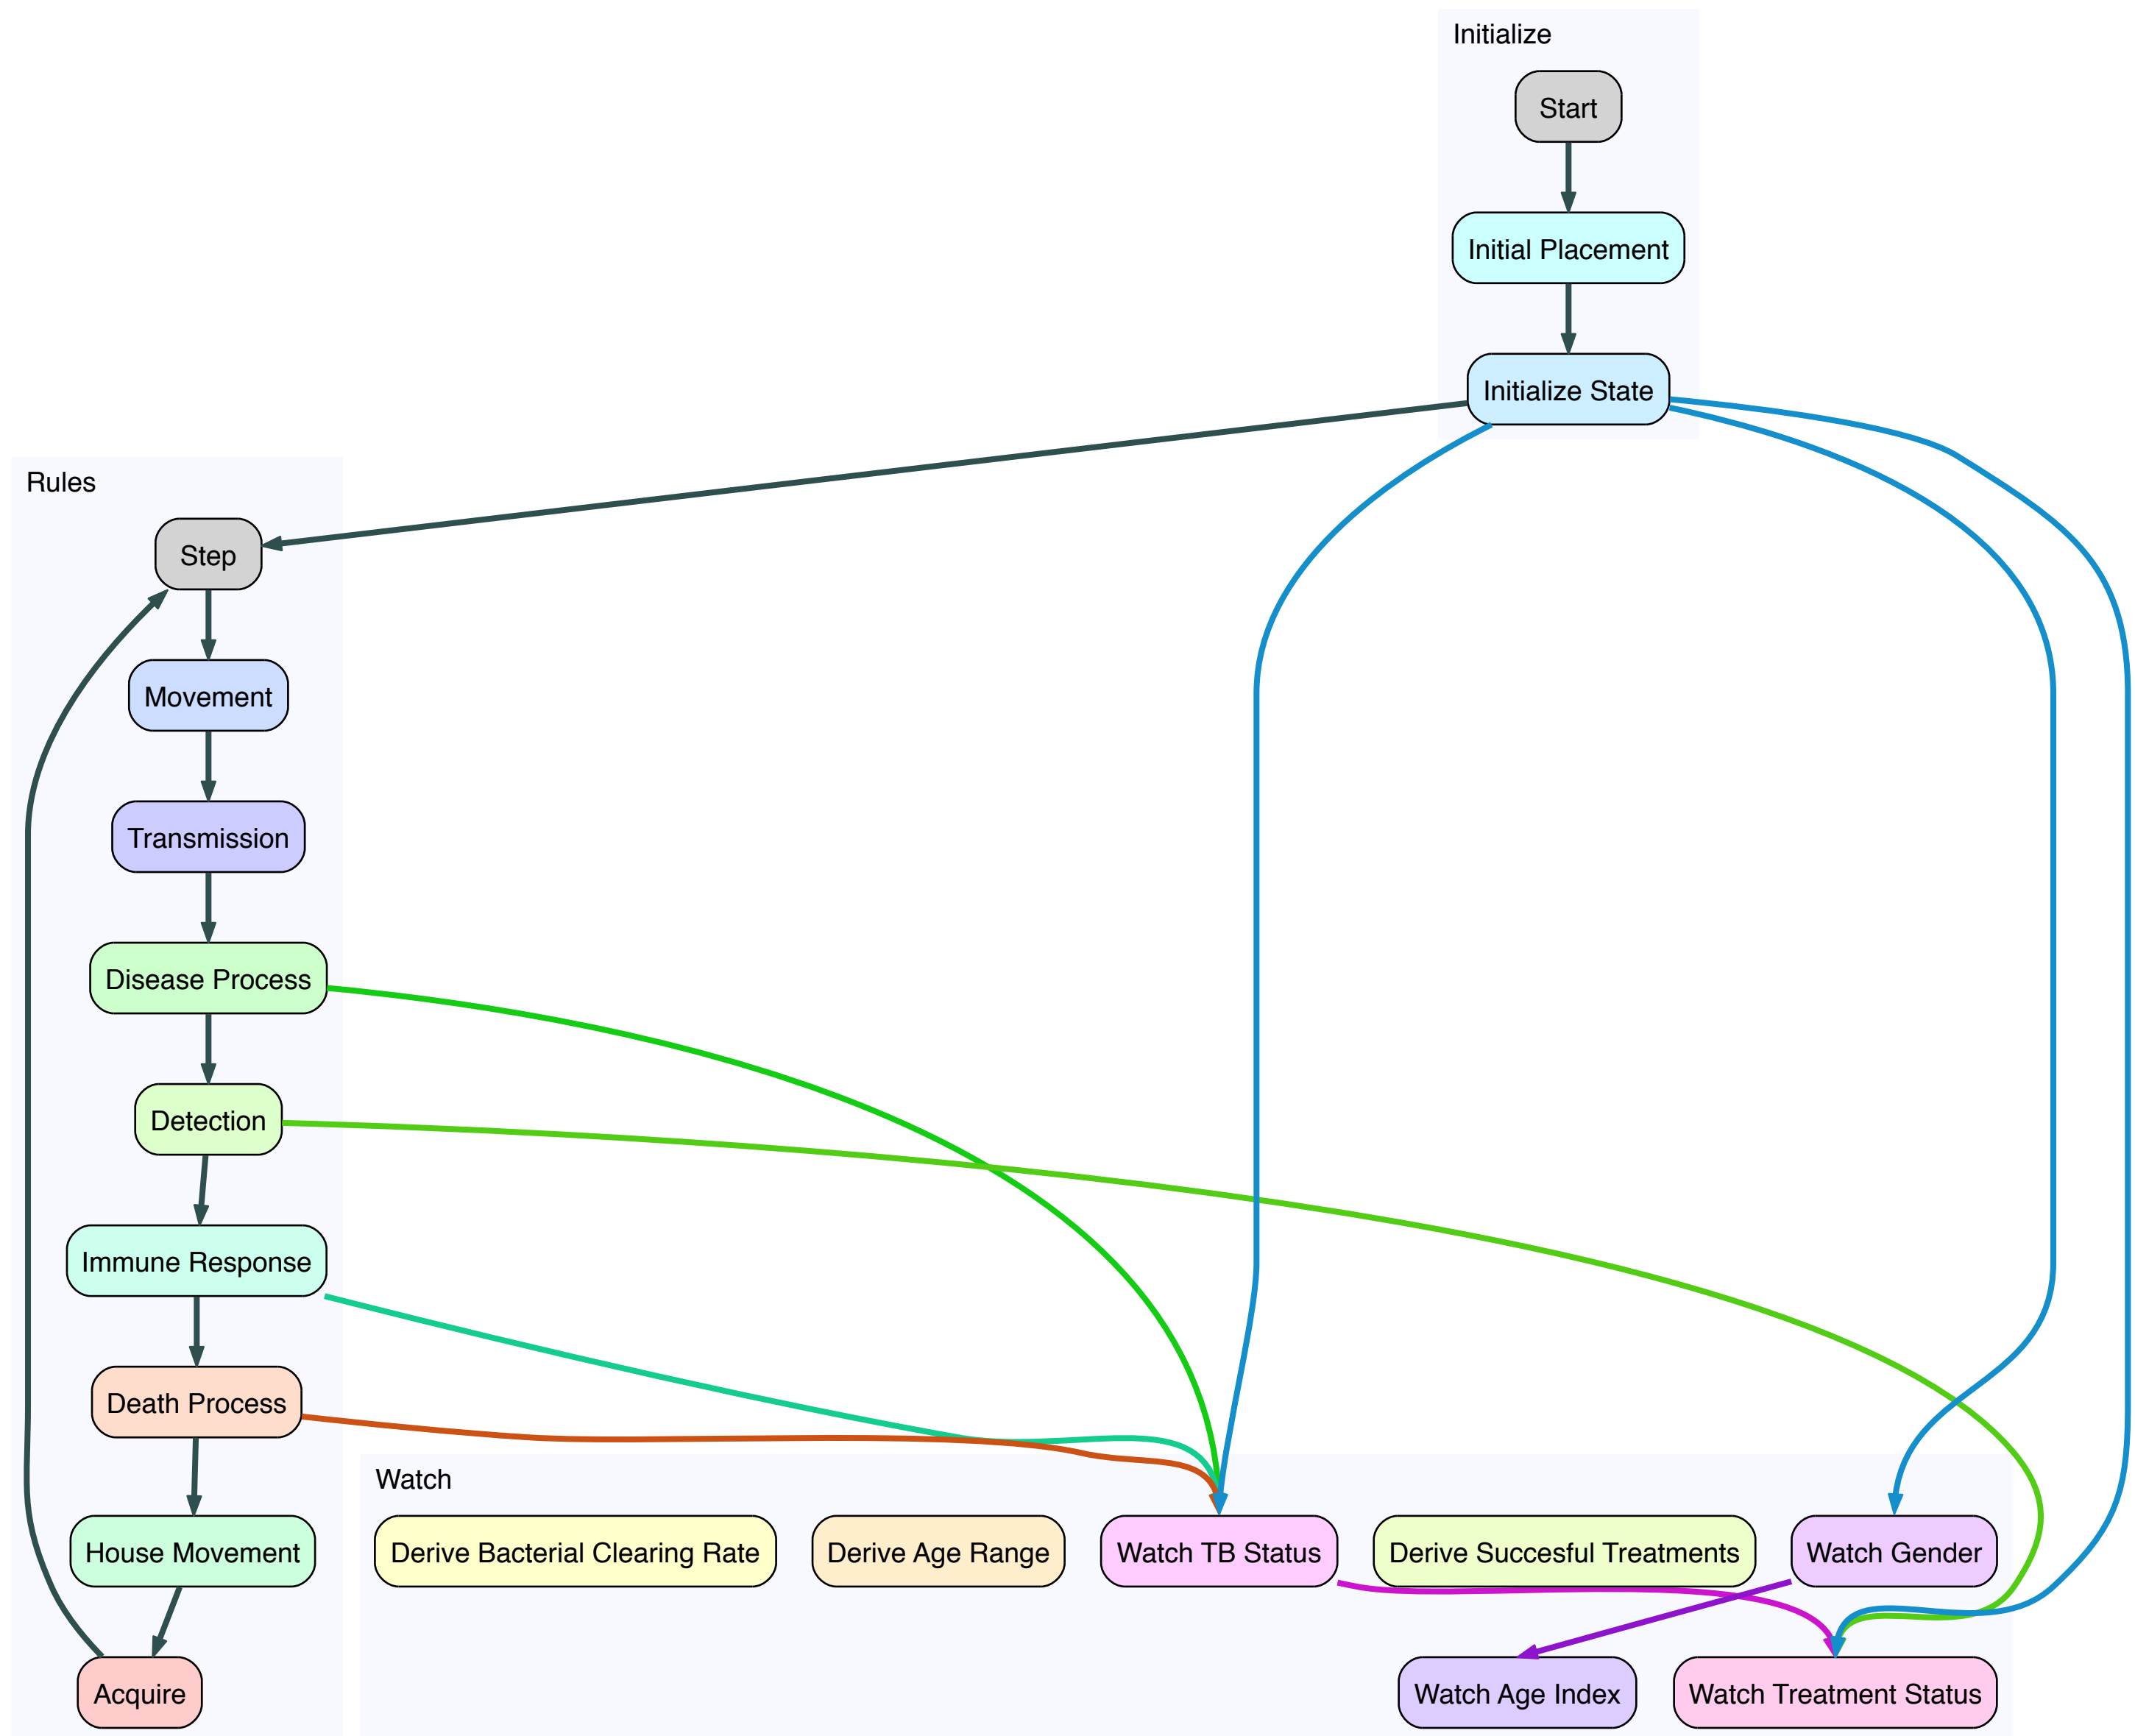 Initialize
Start
Initial Placement
Initialize State
Rules
Step
Movement
Transmission
Disease Process
Detection
Immune Response
Death Process
House Movement
Acquire
Watch
Derive Bacterial Clearing Rate
Derive Age Range
Watch TB Status
Derive Succesful Treatments
Watch Gender
Watch Age Index
Watch Treatment Status